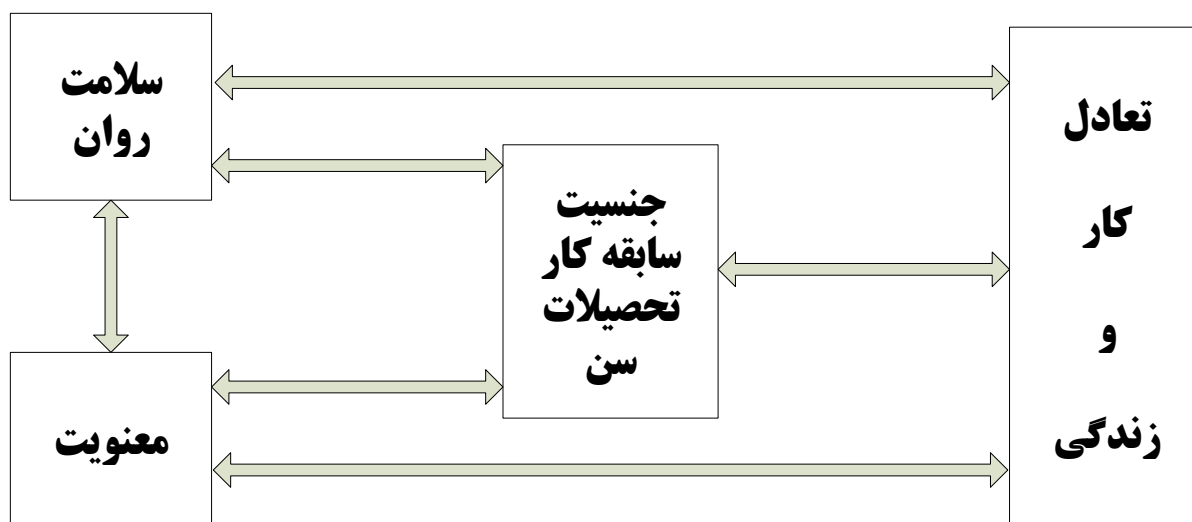 سلامت
روان
جنسیت
سابقه کار
تحصیلات
سن
معنویت
تعادل
کار
و
زندگی